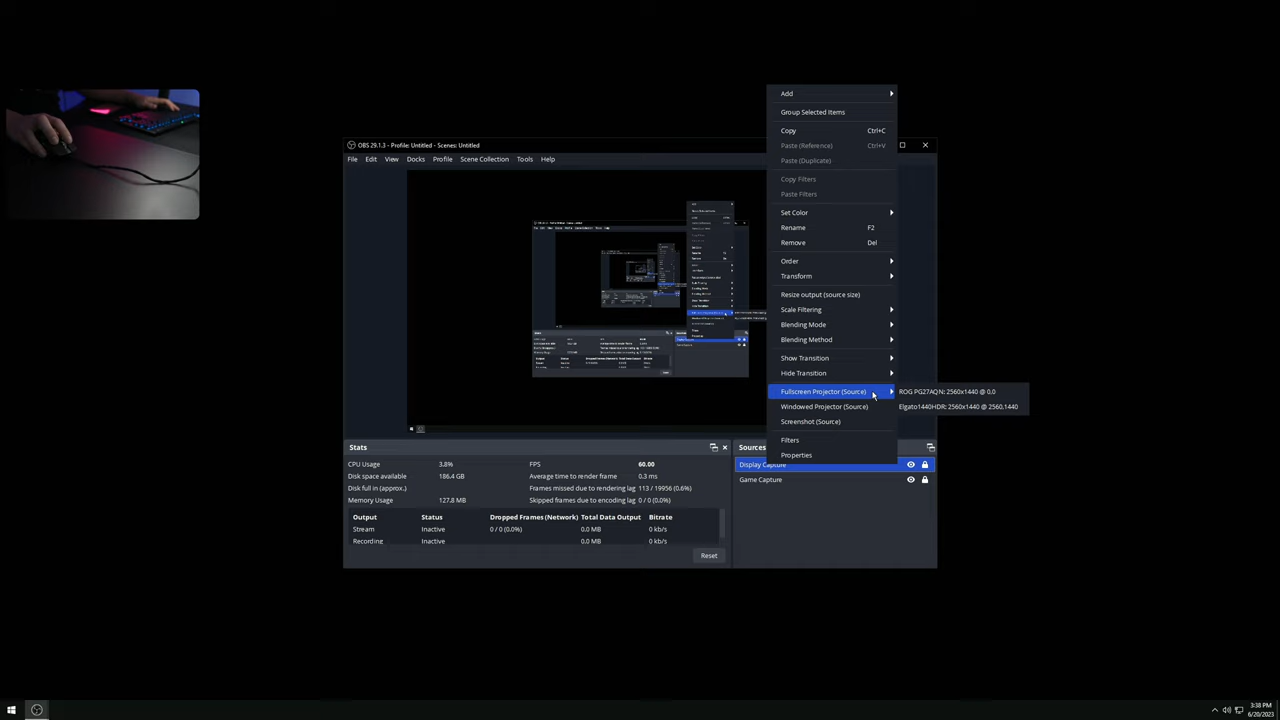 Add
Group Selected Items
Copy Ctrl+C
Paste (Reference) Ctrl+V
Paste (Duplicate)
Copy Filters
Paste Filters
Set Color
Rename F2
Remove Del
Order
Transform
Resize output (source size)
Scale Filtering
Blending Mode
Blending Method
Show Transition
Hide Transition
Fullscreen Projector (Source)
Windowed Projector (Source)
Screenshot (Source)
Filters
Properties
ROG PG27AQN: 2560x1440 @ 0,0
Elgato1440HDR: 2560x1440 @ 2560,1440
OBS 29.1.3 - Profile: Untitled - Scenes: Untitled
File Edit View Docks Profile Scene Collection Tools Help
Stats
CPU Usage 3.8% FPS 60.00
Disk space available 186.4 GB Average time to render frame 0.3 ms
Disk full in (approx.) Frames missed due to rendering lag 113 / 19956 (0.6%)
Memory Usage 127.8 MB Skipped frames due to encoding lag 0 / 0 (0.0%)
Output Status Dropped Frames (Network) Total Data Output Bitrate
Stream Inactive 0 / 0 (0.0%) 0.0 MB 0 kb/s
Recording Inactive 0.0 MB 0 kb/s
Reset
Sources
Display Capture
Game Capture
3:38 PM
6/20/2023